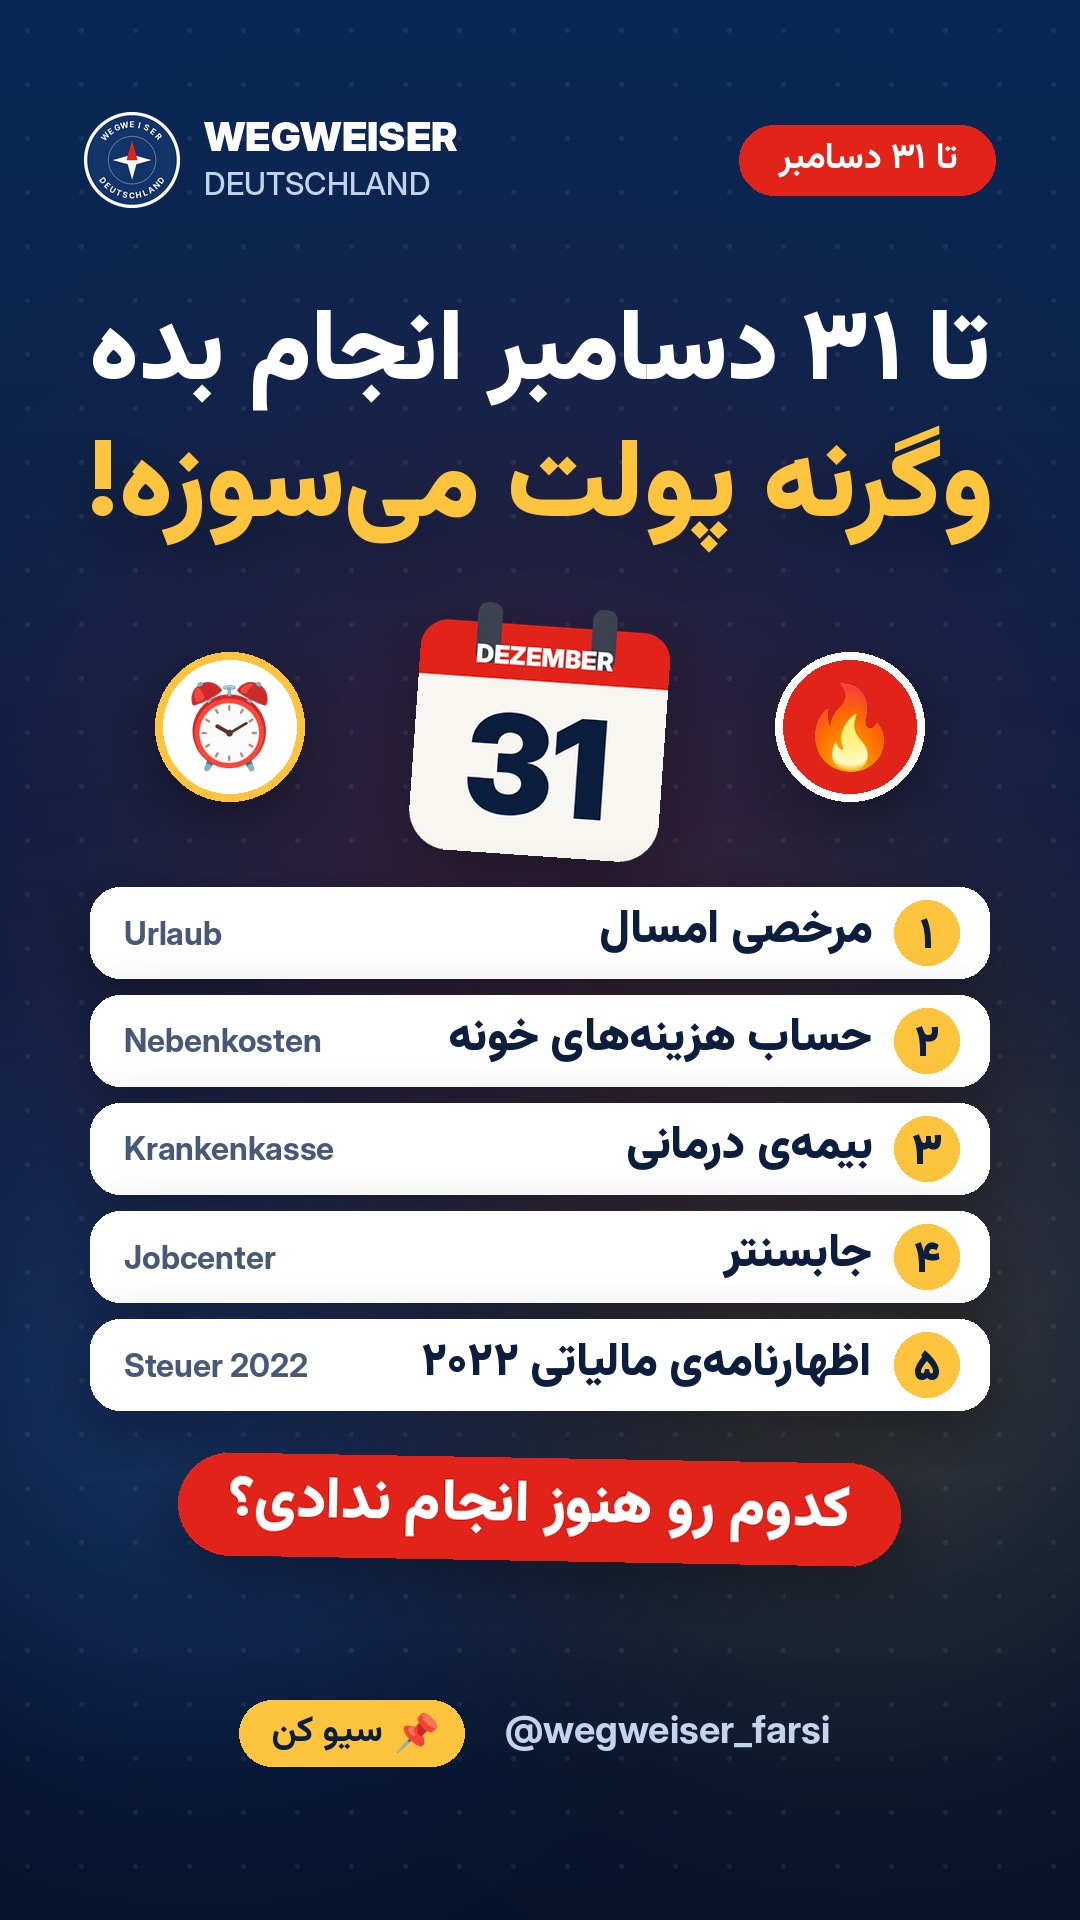 WEGWEISER DEUTSCHLAND
WEGWEISER
DEUTSCHLAND
تا ۳۱ دسامبر
تا ۳۱ دسامبر انجام بده
وگرنه پولت می‌سوزه!
DEZEMBER
31
۱ مرخصی امسال Urlaub
۲ حساب هزینه‌های خونه Nebenkosten
۳ بیمه‌ی درمانی Krankenkasse
۴ جابسنتر Jobcenter
۵ اظهارنامه‌ی مالیاتی ۲۰۲۲ Steuer 2022
کدوم رو هنوز انجام ندادی؟
📌 سیو کن
@wegweiser_farsi